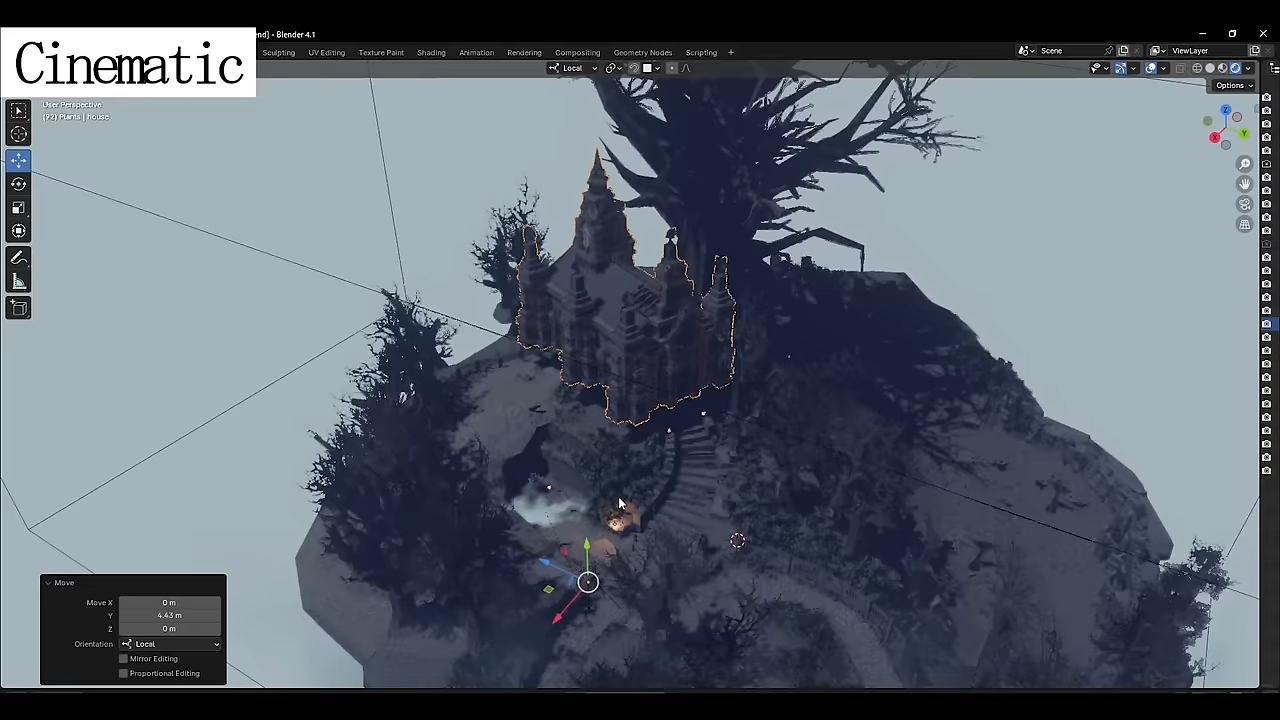 Cinematic
end] - Blender 4.1
Sculpting UV Editing Texture Paint Shading Animation Rendering Compositing Geometry Nodes Scripting +
Scene ViewLayer
Local
Options
User Perspective
(92) Plants | house
Z
Y
X
Move
Move X 0 m
Y 4.43 m
Z 0 m
Orientation Local
Mirror Editing
Proportional Editing